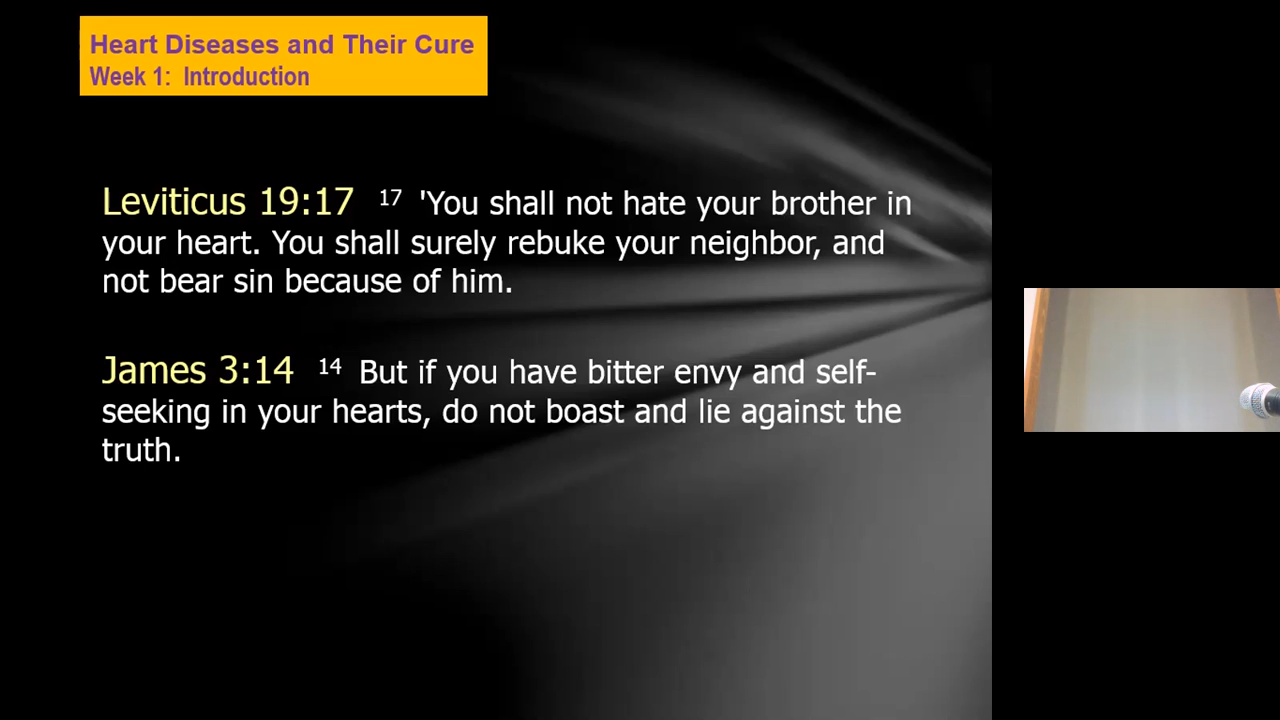 Heart Diseases and Their Cure
Week 1: Introduction
Leviticus 19:17 17 'You shall not hate your brother in
your heart. You shall surely rebuke your neighbor, and
not bear sin because of him.
James 3:14 14 But if you have bitter envy and self-
seeking in your hearts, do not boast and lie against the
truth.